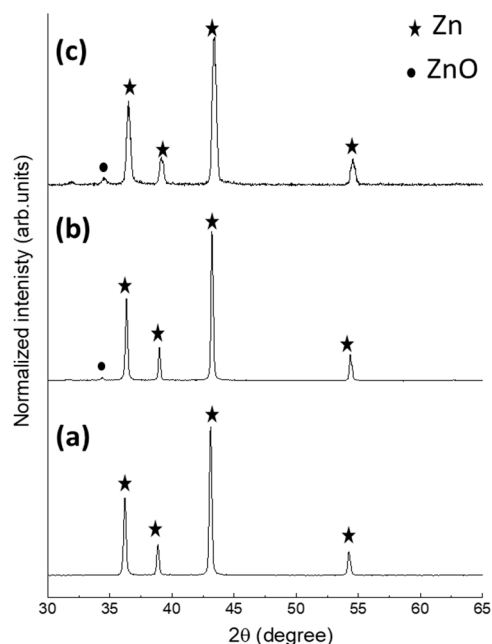 ★ Zn
● ZnO
(c)
(b)
(a)
Normalized intenisty (arb.units)
30 35 40 45 50 55 60 65
2θ (degree)